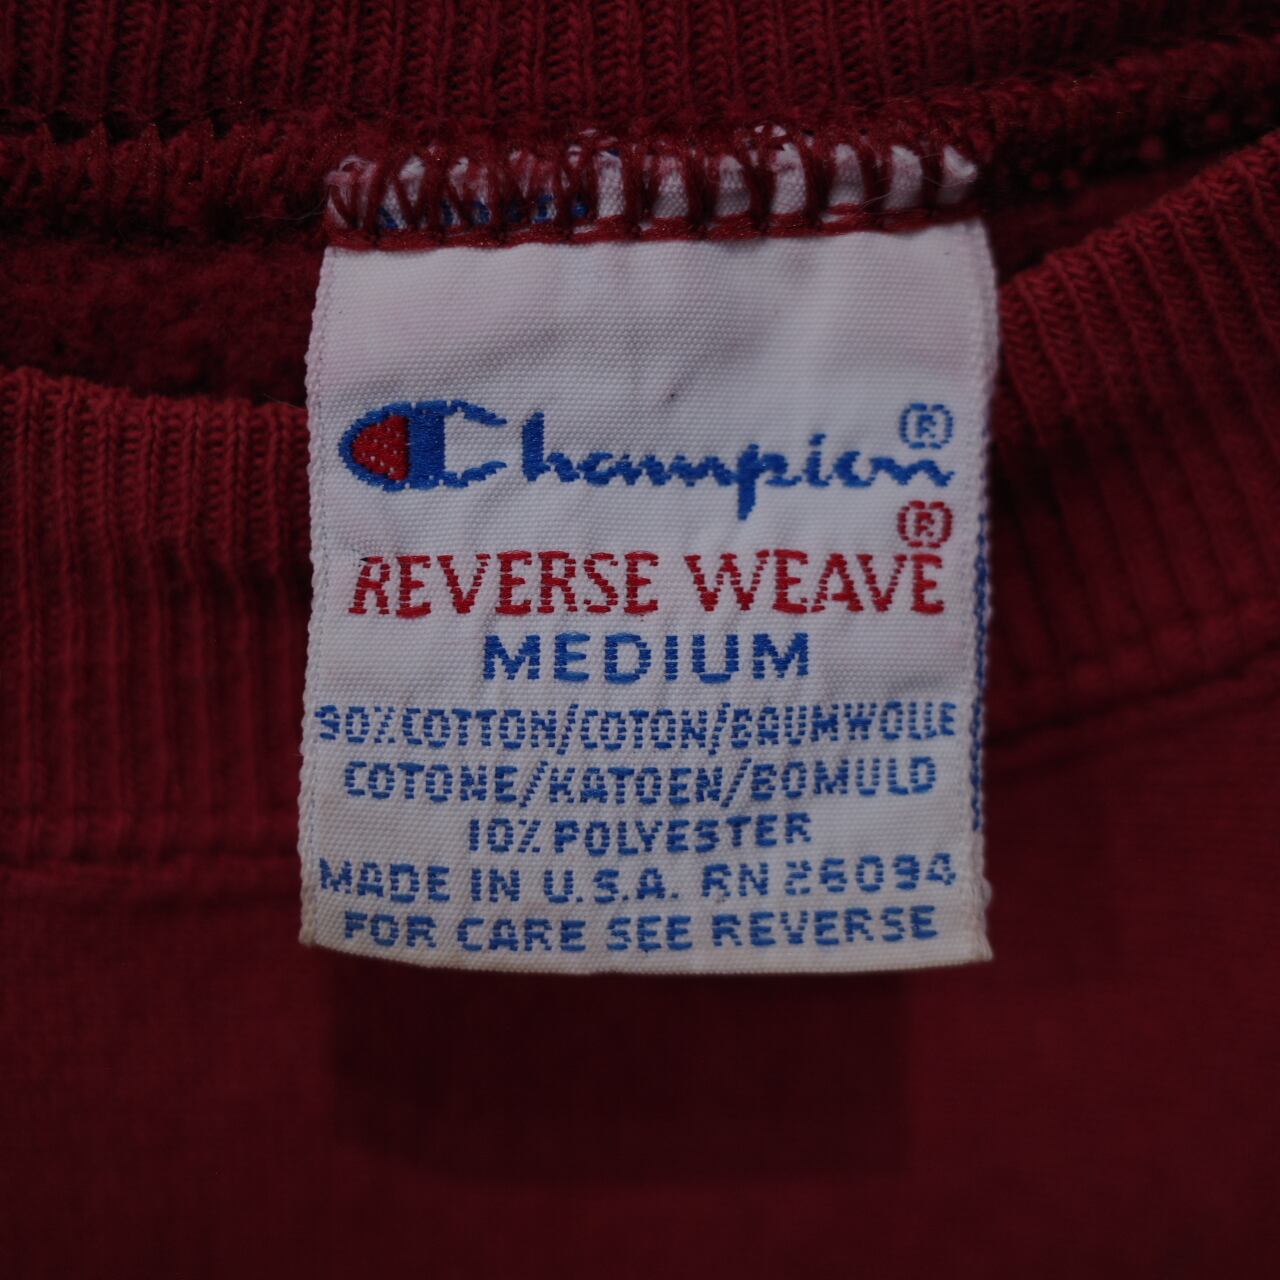 Champion®
®
REVERSE WEAVE
MEDIUM
90% COTTON/COTON/BAUMWOLLE
COTONE/KATOEN/BOMULD
10% POLYESTER
MADE IN U.S.A. RN 26094
FOR CARE SEE REVERSE